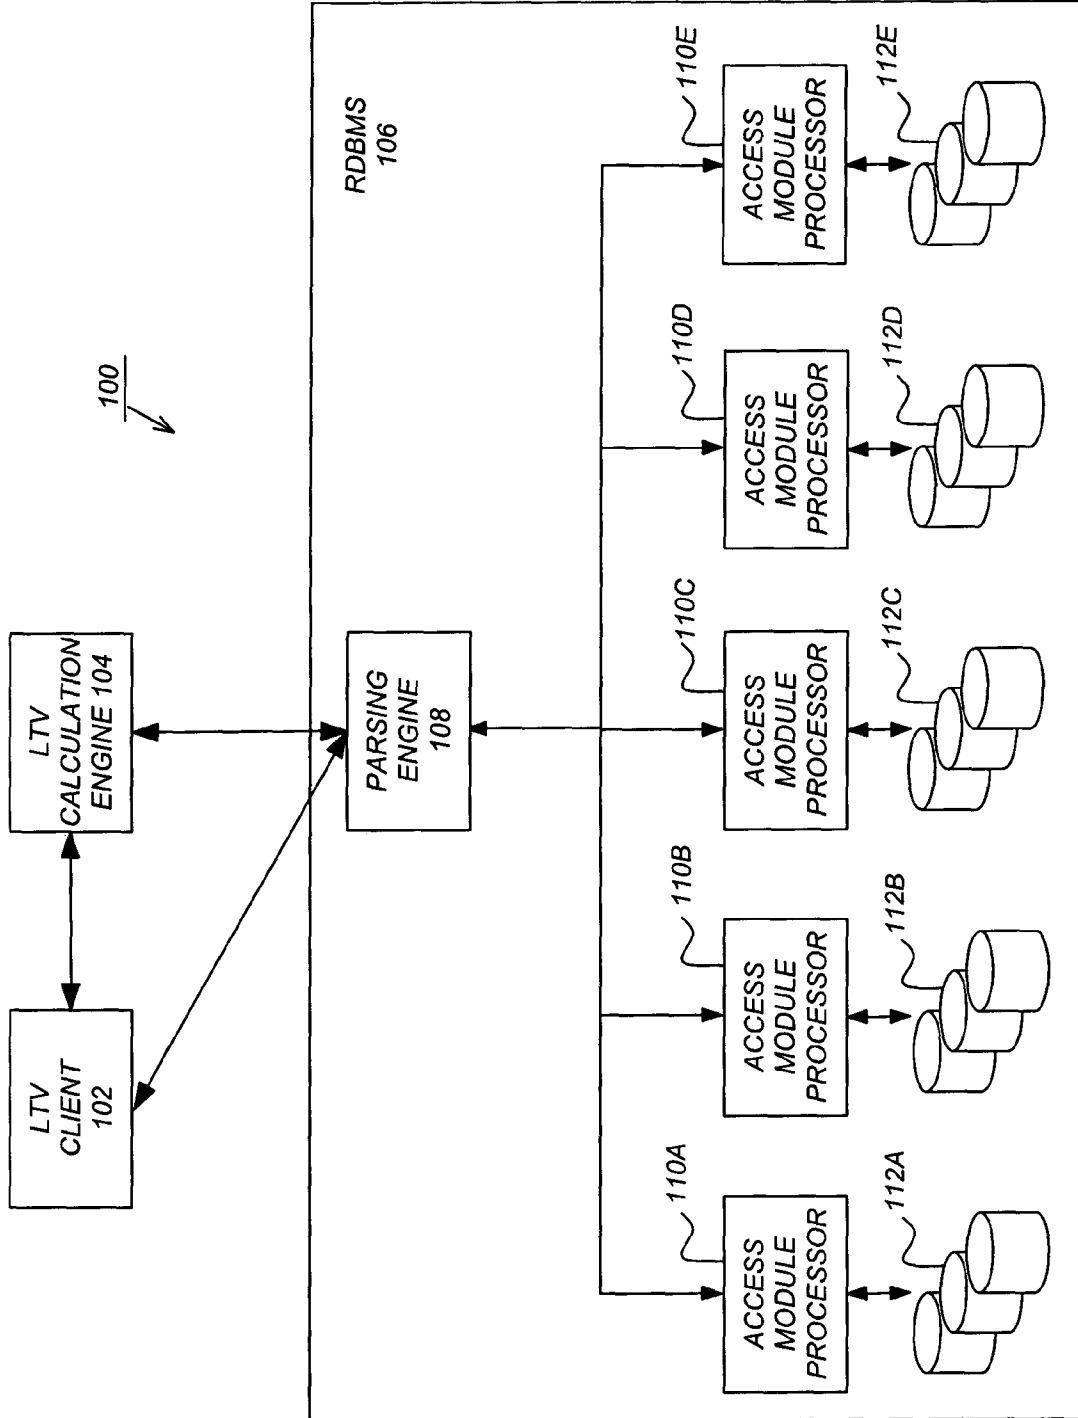 100
LTV
CLIENT
102
LTV
CALCULATION
ENGINE 104
RDBMS
106
PARSING
ENGINE
108
110A
110B
110C
110D
110E
ACCESS
MODULE
PROCESSOR
ACCESS
MODULE
PROCESSOR
ACCESS
MODULE
PROCESSOR
ACCESS
MODULE
PROCESSOR
ACCESS
MODULE
PROCESSOR
112A
112B
112C
112D
112E